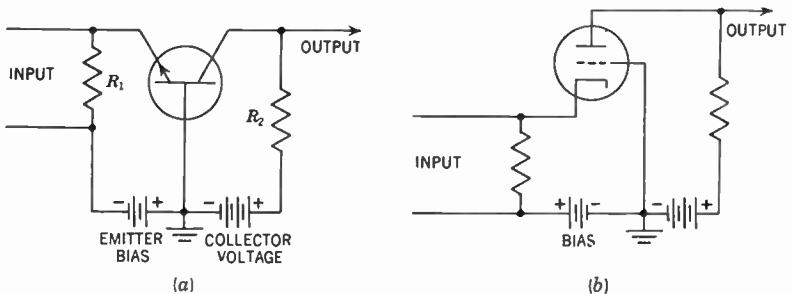 INPUT
R₁
OUTPUT
R₂
- + - +
EMITTER
BIAS
COLLECTOR
VOLTAGE
(a)
OUTPUT
INPUT
+ - - +
BIAS
(b)